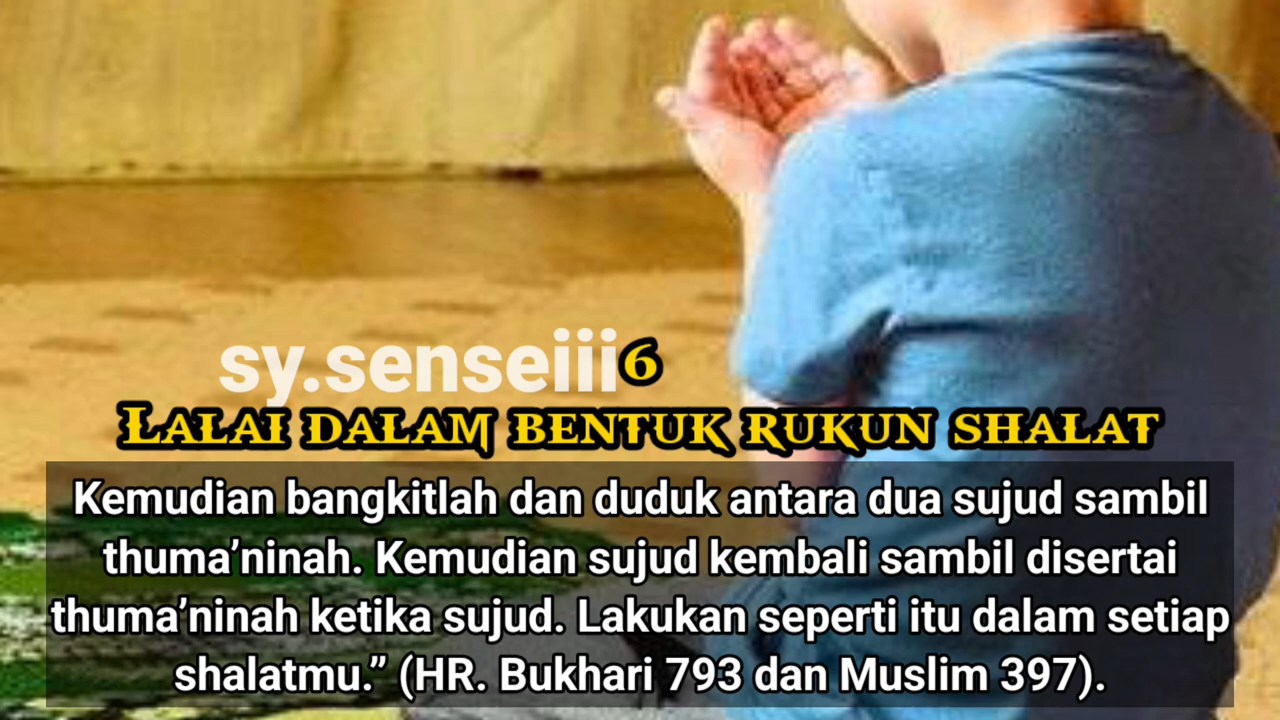 sy.senseiii6
Lalai dalam bentuk rukun shalat
Kemudian bangkitlah dan duduk antara dua sujud sambil
thuma’ninah. Kemudian sujud kembali sambil disertai
thuma’ninah ketika sujud. Lakukan seperti itu dalam setiap
shalatmu.” (HR. Bukhari 793 dan Muslim 397).